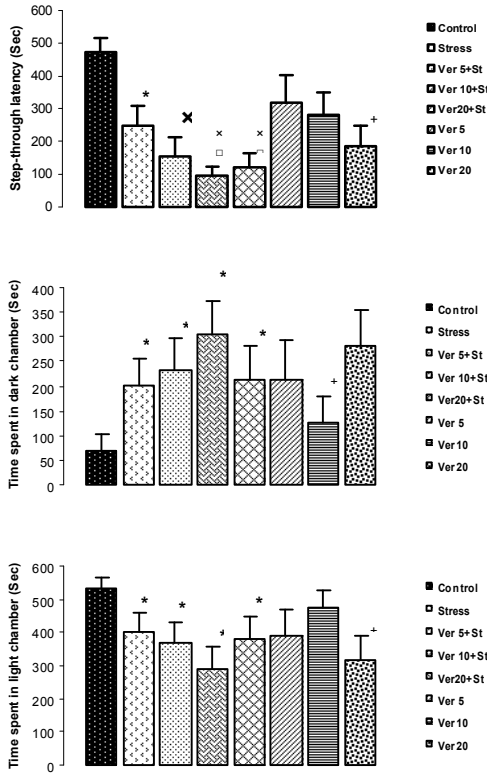 Step-through latency (Sec)
600
500
400
300
200
100
0
*
×
×
□
×
□
+
Control
Stress
Ver 5+St
Ver 10+St
Ver20+St
Ver 5
Ver 10
Ver 20
Time spent in dark chamber (Sec)
400
350
300
250
200
150
100
50
0
*
*
*
*
+
Control
Stress
Ver 5+St
Ver 10+St
Ver20+St
Ver 5
Ver 10
Ver 20
Time spent in light chamber (Sec)
600
500
400
300
200
100
0
*
*
*
*
+
Control
Stress
Ver 5+St
Ver 10+St
Ver20+St
Ver 5
Ver 10
Ver 20